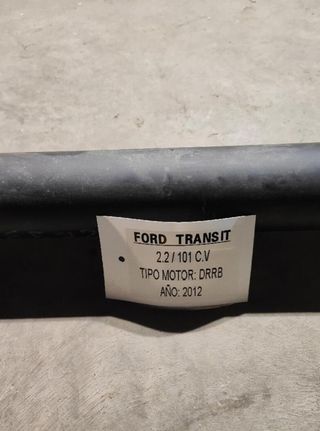 FORD TRANSIT
2.2 / 101 C.V
TIPO MOTOR: DRRB
AÑO: 2012